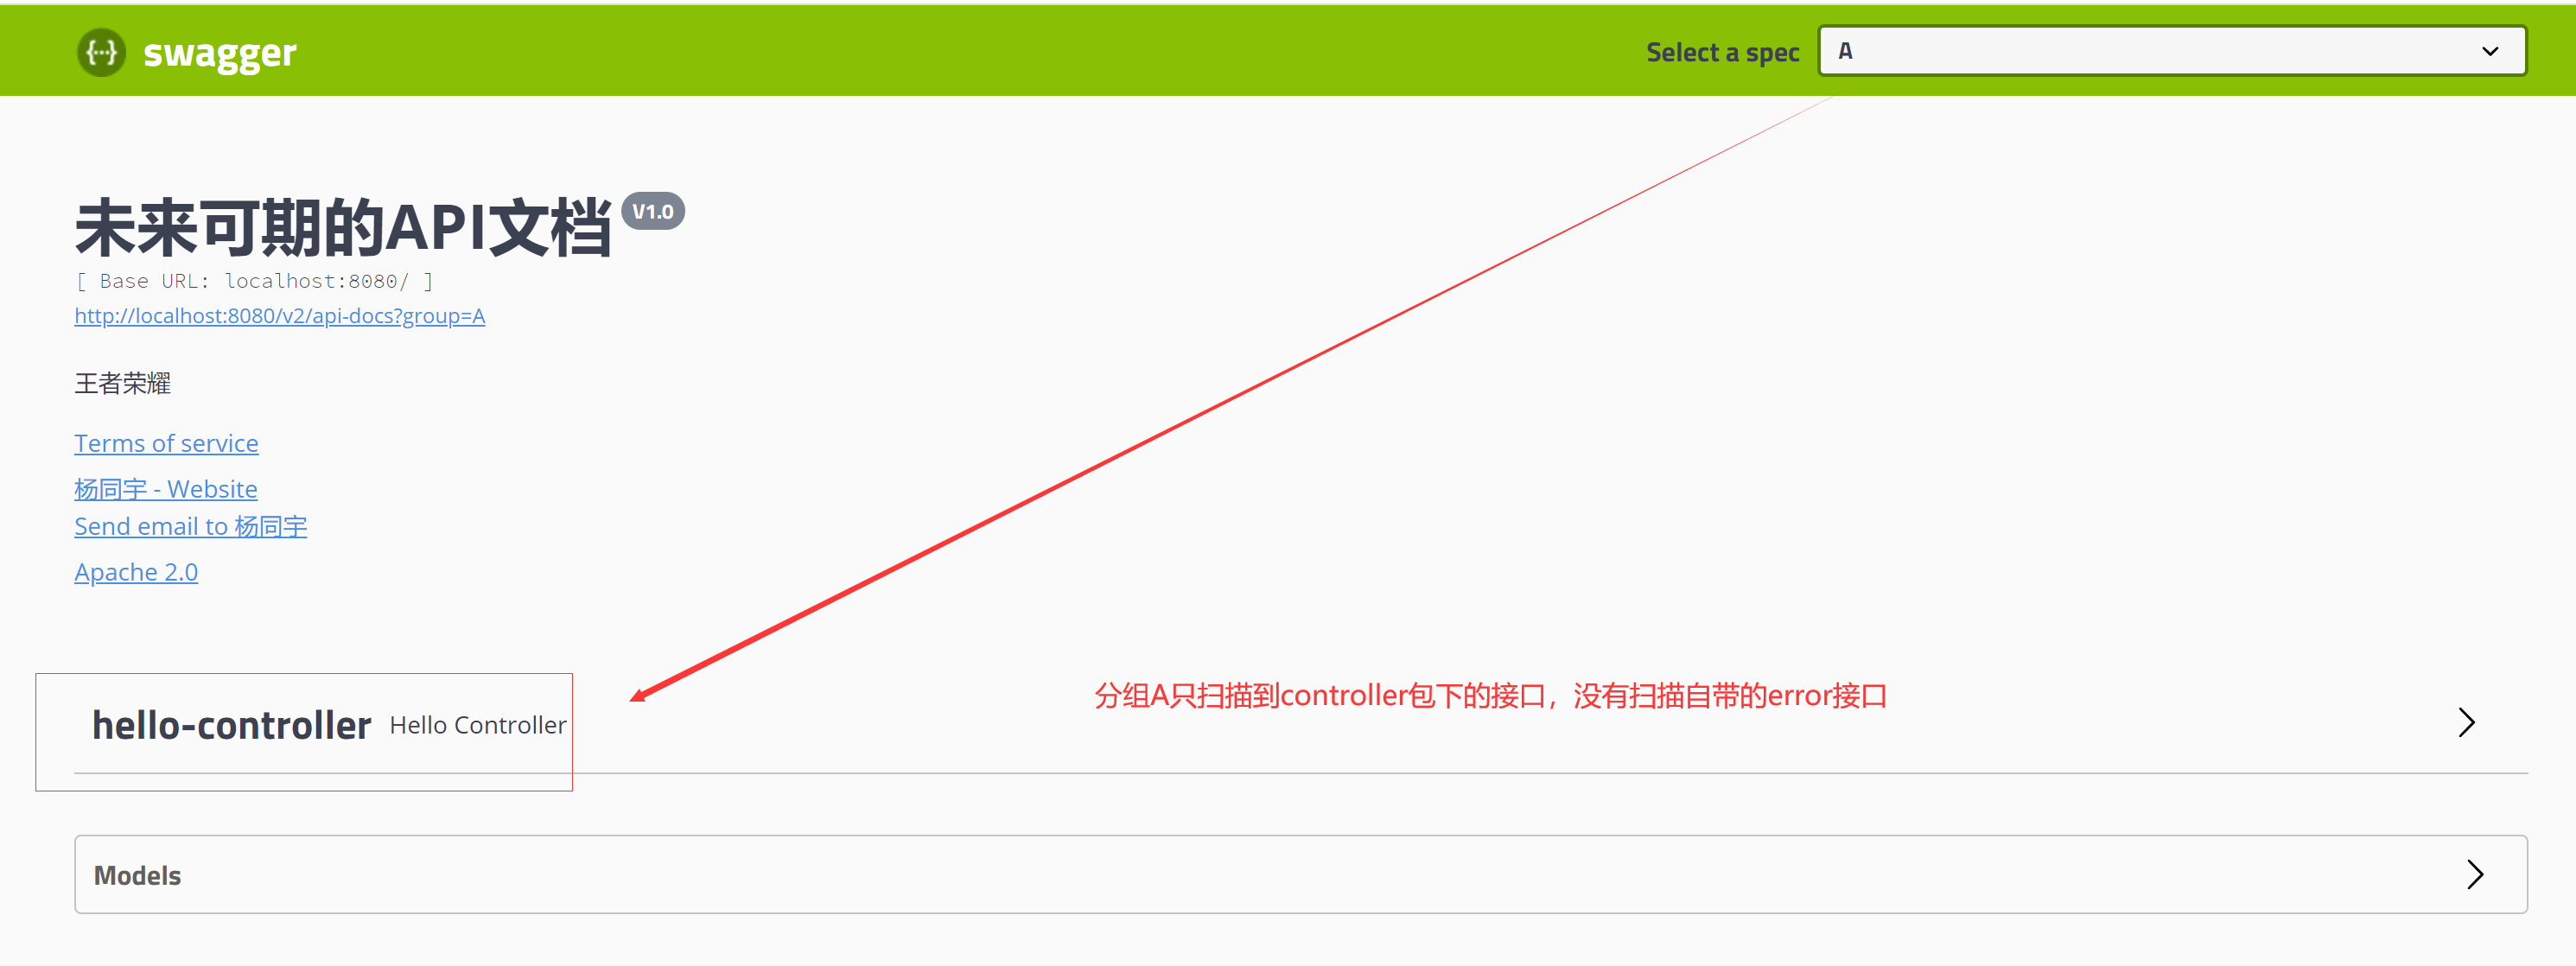 {···} swagger
Select a spec
A
未来可期的API文档 V1.0
[ Base URL: localhost:8080/ ]
http://localhost:8080/v2/api-docs?group=A
王者荣耀
Terms of service
杨同宇 - Website
Send email to 杨同宇
Apache 2.0
hello-controller Hello Controller
分组A只扫描到controller包下的接口，没有扫描自带的error接口
Models